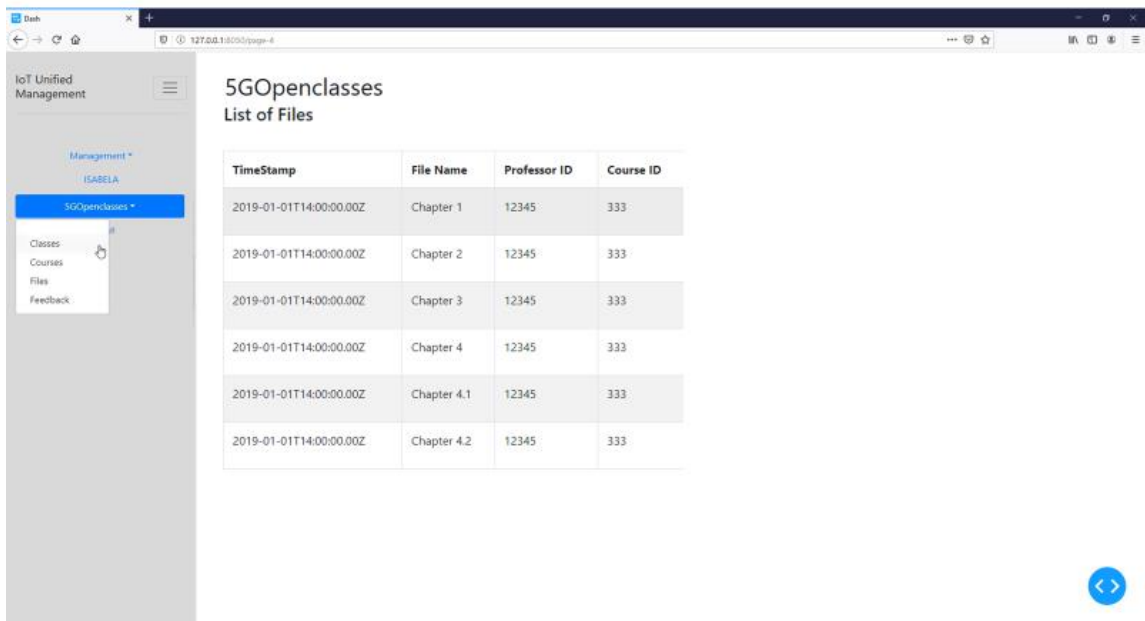 Dash
127.0.0.1:8050/page-4
IoT Unified
Management
Management
ISABELA
5GOpenclasses
Classes
Courses
Files
Feedback
5GOpenclasses
List of Files
TimeStamp File Name Professor ID Course ID
2019-01-01T14:00:00.00Z Chapter 1 12345 333
2019-01-01T14:00:00.00Z Chapter 2 12345 333
2019-01-01T14:00:00.00Z Chapter 3 12345 333
2019-01-01T14:00:00.00Z Chapter 4 12345 333
2019-01-01T14:00:00.00Z Chapter 4.1 12345 333
2019-01-01T14:00:00.00Z Chapter 4.2 12345 333